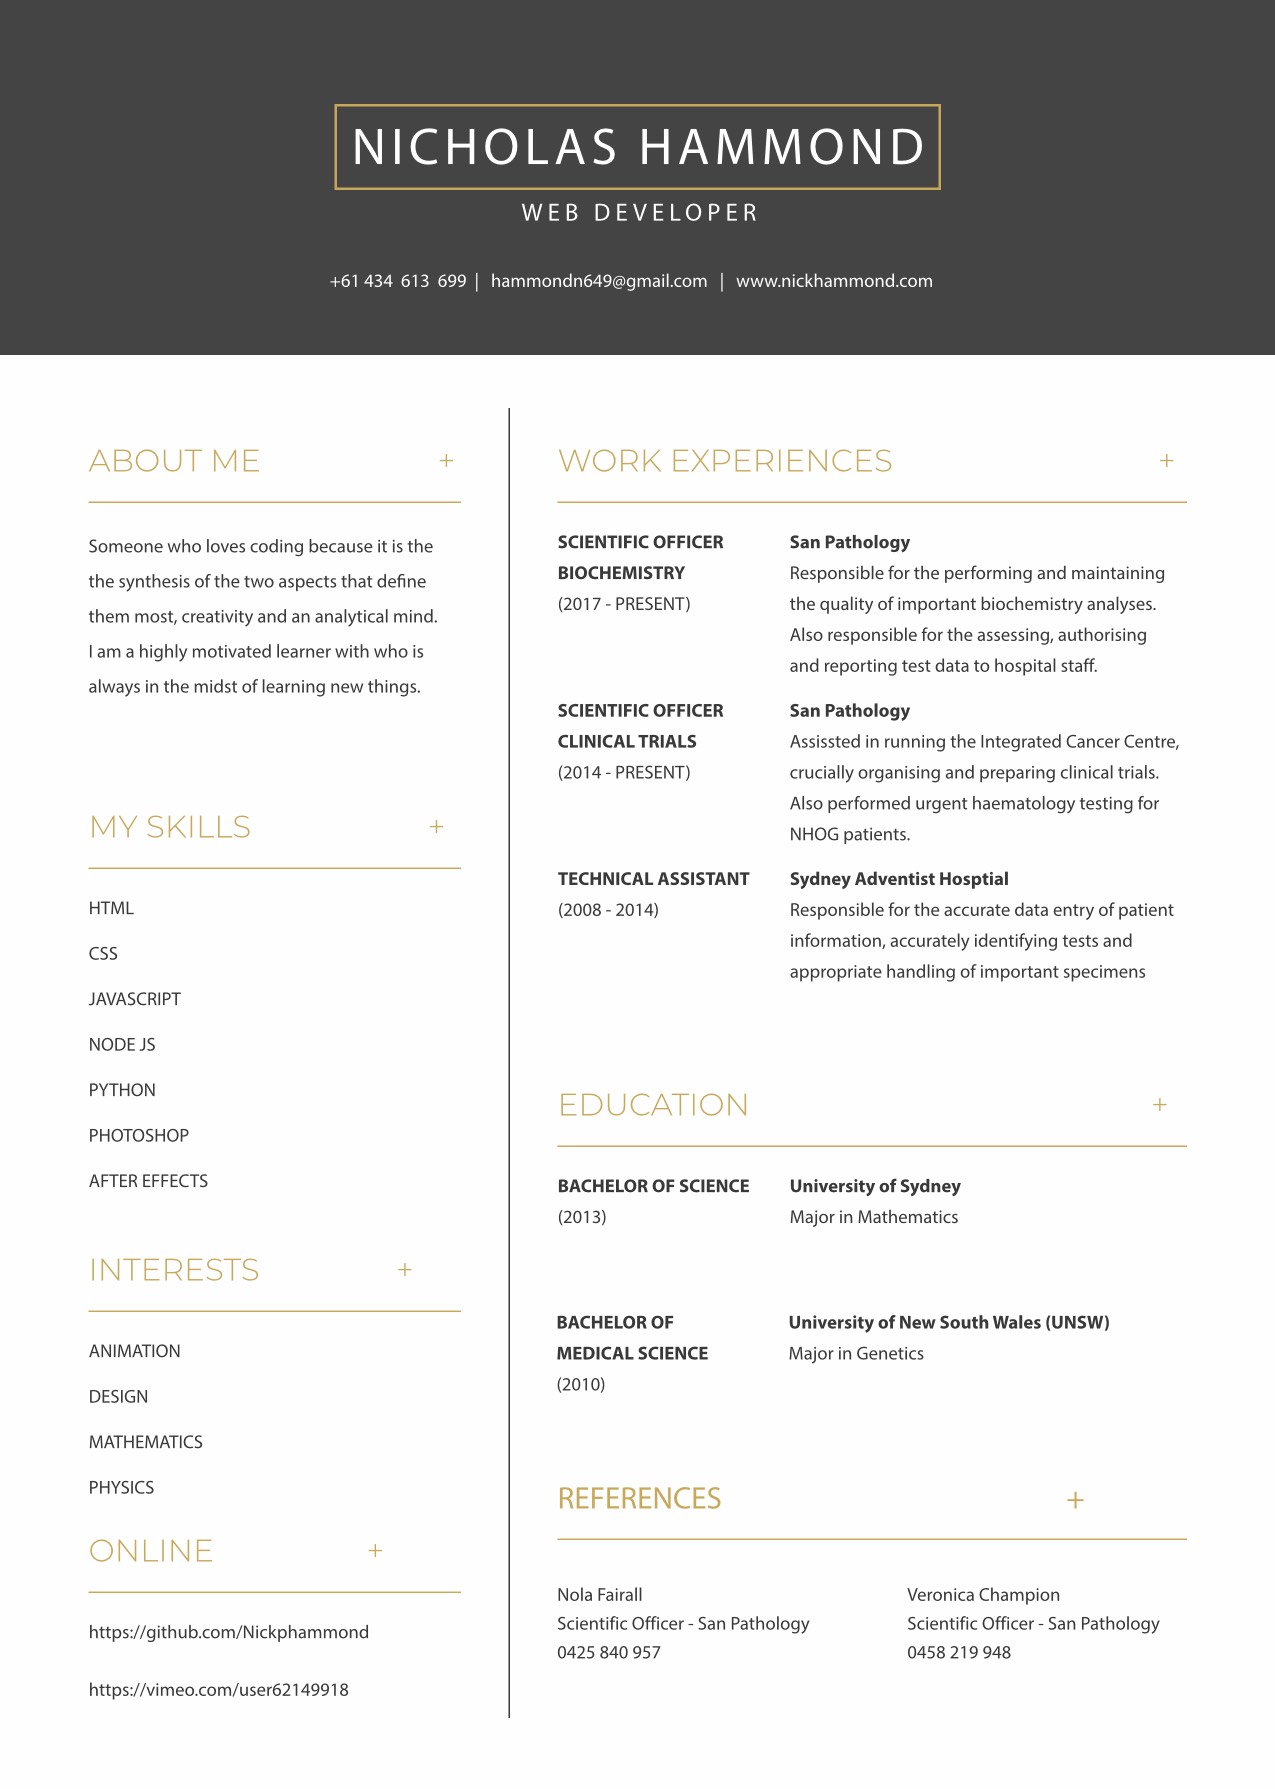 NICHOLAS HAMMOND
WEB DEVELOPER
+61 434 613 699 | hammondn649@gmail.com | www.nickhammond.com
ABOUT ME +
Someone who loves coding because it is the
the synthesis of the two aspects that define
them most, creativity and an analytical mind.
I am a highly motivated learner with who is
always in the midst of learning new things.
MY SKILLS +
HTML
CSS
JAVASCRIPT
NODE JS
PYTHON
PHOTOSHOP
AFTER EFFECTS
INTERESTS +
ANIMATION
DESIGN
MATHEMATICS
PHYSICS
ONLINE +
https://github.com/Nickphammond
https://vimeo.com/user62149918
WORK EXPERIENCES +
SCIENTIFIC OFFICER
BIOCHEMISTRY
(2017 - PRESENT)
San Pathology
Responsible for the performing and maintaining
the quality of important biochemistry analyses.
Also responsible for the assessing, authorising
and reporting test data to hospital staff.
SCIENTIFIC OFFICER
CLINICAL TRIALS
(2014 - PRESENT)
San Pathology
Assissted in running the Integrated Cancer Centre,
crucially organising and preparing clinical trials.
Also performed urgent haematology testing for
NHOG patients.
TECHNICAL ASSISTANT
(2008 - 2014)
Sydney Adventist Hosptial
Responsible for the accurate data entry of patient
information, accurately identifying tests and
appropriate handling of important specimens
EDUCATION +
BACHELOR OF SCIENCE
(2013)
University of Sydney
Major in Mathematics
BACHELOR OF
MEDICAL SCIENCE
(2010)
University of New South Wales (UNSW)
Major in Genetics
REFERENCES +
Nola Fairall
Scientific Officer - San Pathology
0425 840 957
Veronica Champion
Scientific Officer - San Pathology
0458 219 948